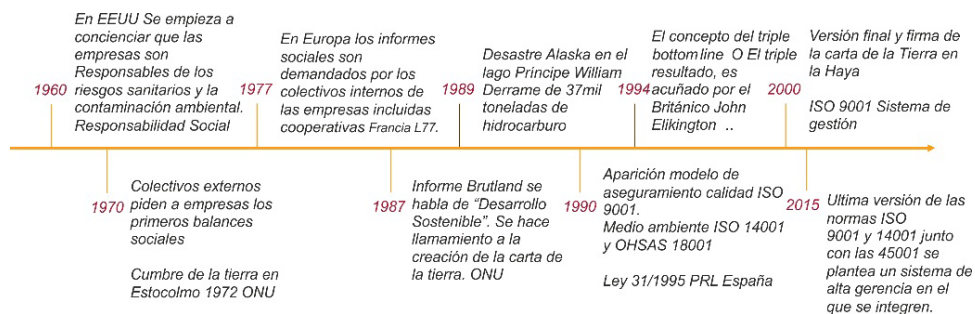 1960
En EEUU Se empieza a
concienciar que las
empresas son
Responsables de los
riesgos sanitarios y la
contaminación ambiental.
Responsabilidad Social
1970
Colectivos externos
piden a empresas los
primeros balances
sociales
Cumbre de la tierra en
Estocolmo 1972 ONU
1977
En Europa los informes
sociales son
demandados por los
colectivos internos de
las empresas incluidas
cooperativas Francia L77.
1987
Informe Brutland se
habla de "Desarrollo
Sostenible". Se hace
llamamiento a la
creación de la carta de
la tierra. ONU
1989
Desastre Alaska en el
lago Príncipe William
Derrame de 37mil
toneladas de
hidrocarburo
1990
Aparición modelo de
aseguramiento calidad ISO
9001.
Medio ambiente ISO 14001
y OHSAS 18001
Ley 31/1995 PRL España
1994
El concepto del triple
bottom line O El triple
resultado, es
acuñado por el
Británico John
Elikington ..
2000
Versión final y firma de
la carta de la Tierra en
la Haya
ISO 9001 Sistema de
gestión
2015
Ultima versión de las
normas ISO
9001 y 14001 junto
con las 45001 se
plantea un sistema de
alta gerencia en el
que se integren.